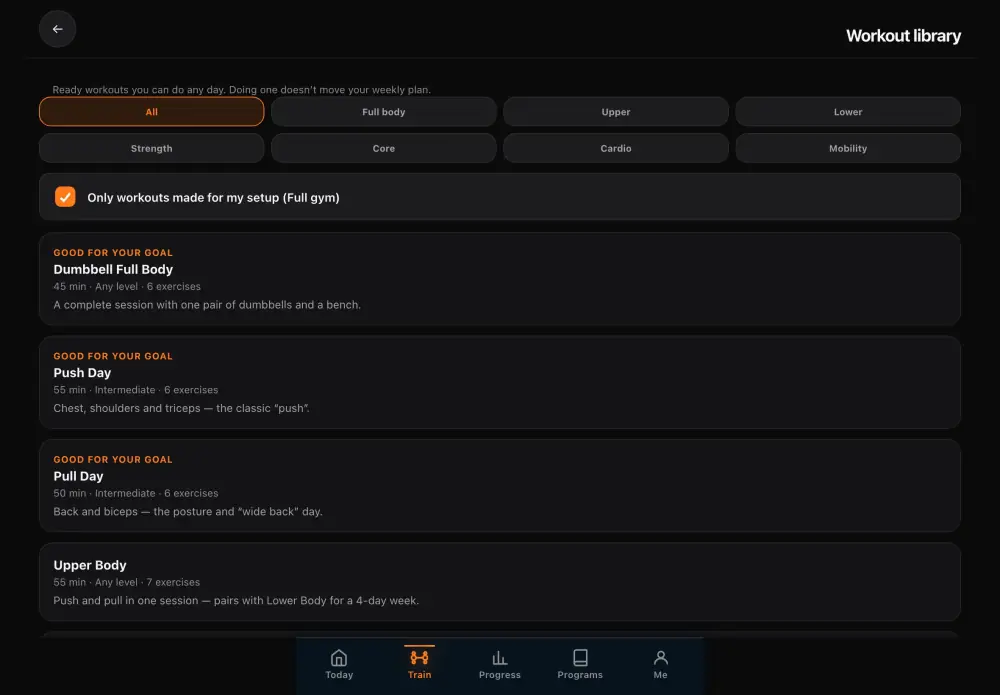 Workout library
Ready workouts you can do any day. Doing one doesn't move your weekly plan.
All
Full body
Upper
Lower
Strength
Core
Cardio
Mobility
Only workouts made for my setup (Full gym)
GOOD FOR YOUR GOAL
Dumbbell Full Body
45 min · Any level · 6 exercises
A complete session with one pair of dumbbells and a bench.
GOOD FOR YOUR GOAL
Push Day
55 min · Intermediate · 6 exercises
Chest, shoulders and triceps — the classic “push”.
GOOD FOR YOUR GOAL
Pull Day
50 min · Intermediate · 6 exercises
Back and biceps — the posture and “wide back” day.
Upper Body
55 min · Any level · 7 exercises
Push and pull in one session — pairs with Lower Body for a 4-day week.
Today
Train
Progress
Programs
Me